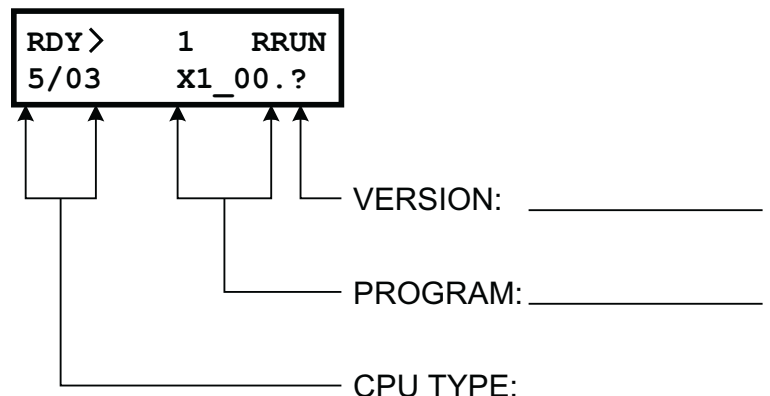 RDY> 1 RRUN
5/03 X1_00.?
VERSION:
PROGRAM:
CPU TYPE: